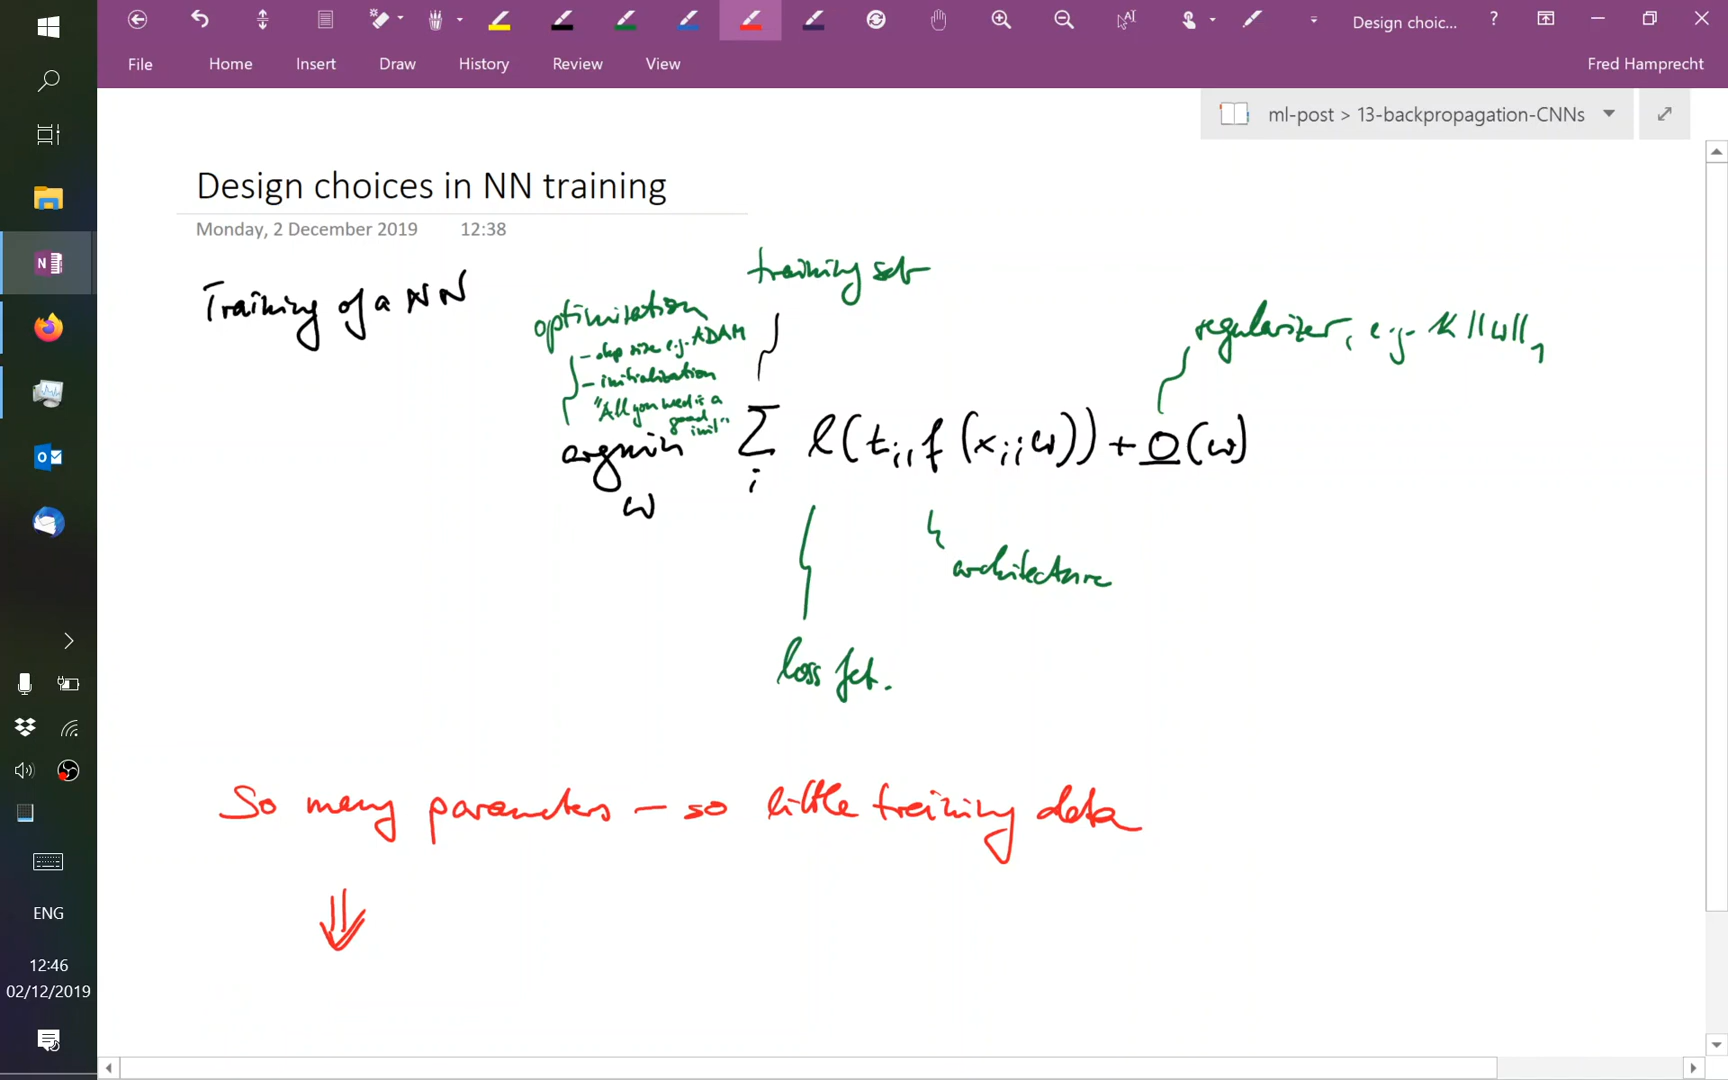 Design choic...
?
File Home Insert Draw History Review View
Fred Hamprecht
ml-post > 13-backpropagation-CNNs
Design choices in NN training
Monday, 2 December 2019 12:38
Training of a NN
training set
optimization
- step size e.g. ADAM
- initialization
"All you need is a
good init"
regularizer, e.g. α ||ω||₁
argmin ∑ l(tᵢ, f(xᵢ; ω)) + Ω(ω)
ω i
architecture
loss fct.
So many parameters – so little training data
⇓
ENG
12:46
02/12/2019